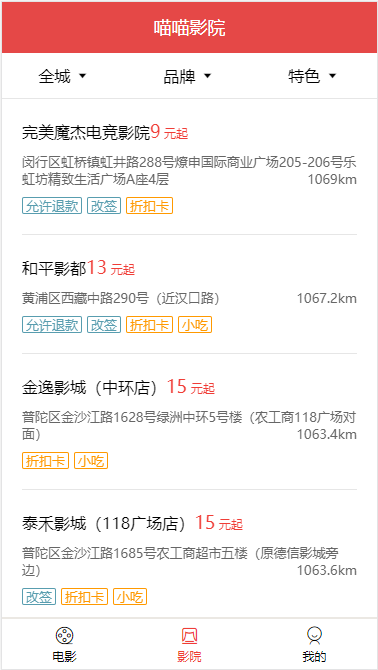 喵喵影院
全城 品牌 特色
完美魔杰电竞影院9 元起
闵行区虹桥镇虹井路288号燎申国际商业广场205-206号乐
虹坊精致生活广场A座4层 1069km
允许退款 改签 折扣卡
和平影都13 元起
黄浦区西藏中路290号（近汉口路） 1067.2km
允许退款 改签 折扣卡 小吃
金逸影城（中环店）15 元起
普陀区金沙江路1628号绿洲中环5号楼（农工商118广场对
面） 1063.4km
折扣卡 小吃
泰禾影城（118广场店）15 元起
普陀区金沙江路1685号农工商超市五楼（原德信影城旁
边） 1063.6km
改签 折扣卡 小吃
电影 影院 我的